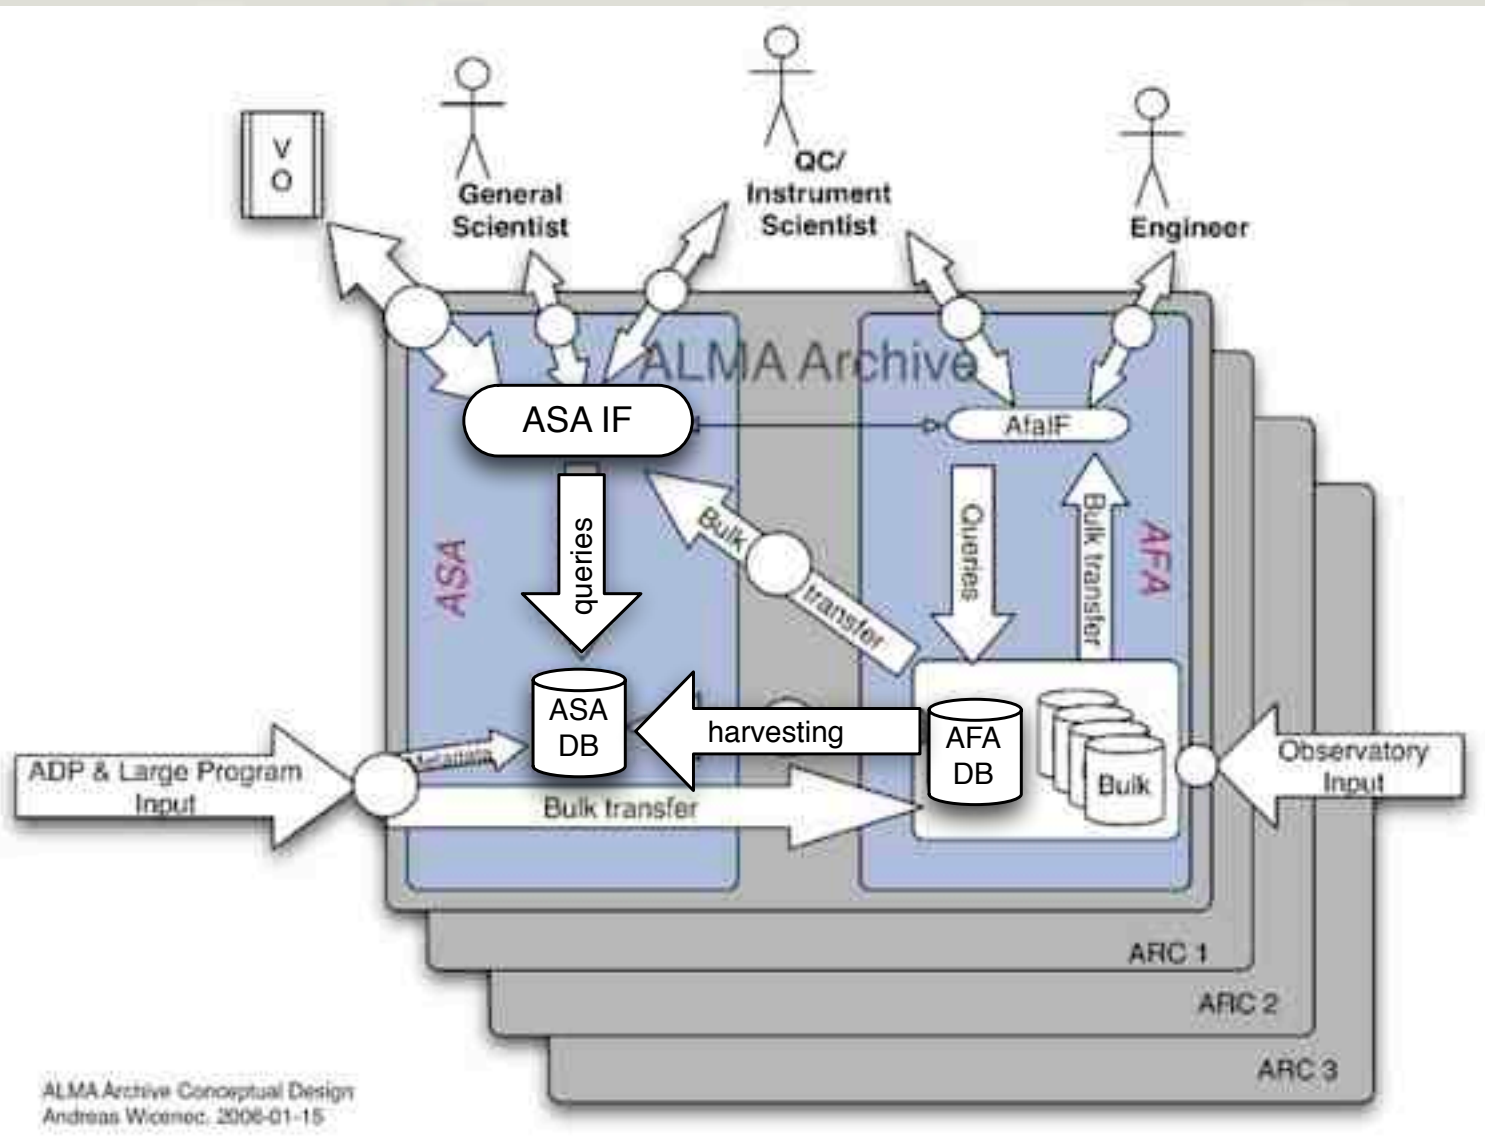 V
O
General
Scientist
QC/
Instrument
Scientist
Engineer
ALMA Archive
ASA IF
AfaIF
queries
Bulk
transfer
Queries
Bulk transfer
ASA
AFA
ASA
DB
harvesting
AFA
DB
Bulk
Metadata
ADP & Large Program
Input
Bulk transfer
Observatory
Input
ARC 1
ARC 2
ARC 3
ALMA Archive Conceptual Design
Andreas Wicenec, 2006-01-15